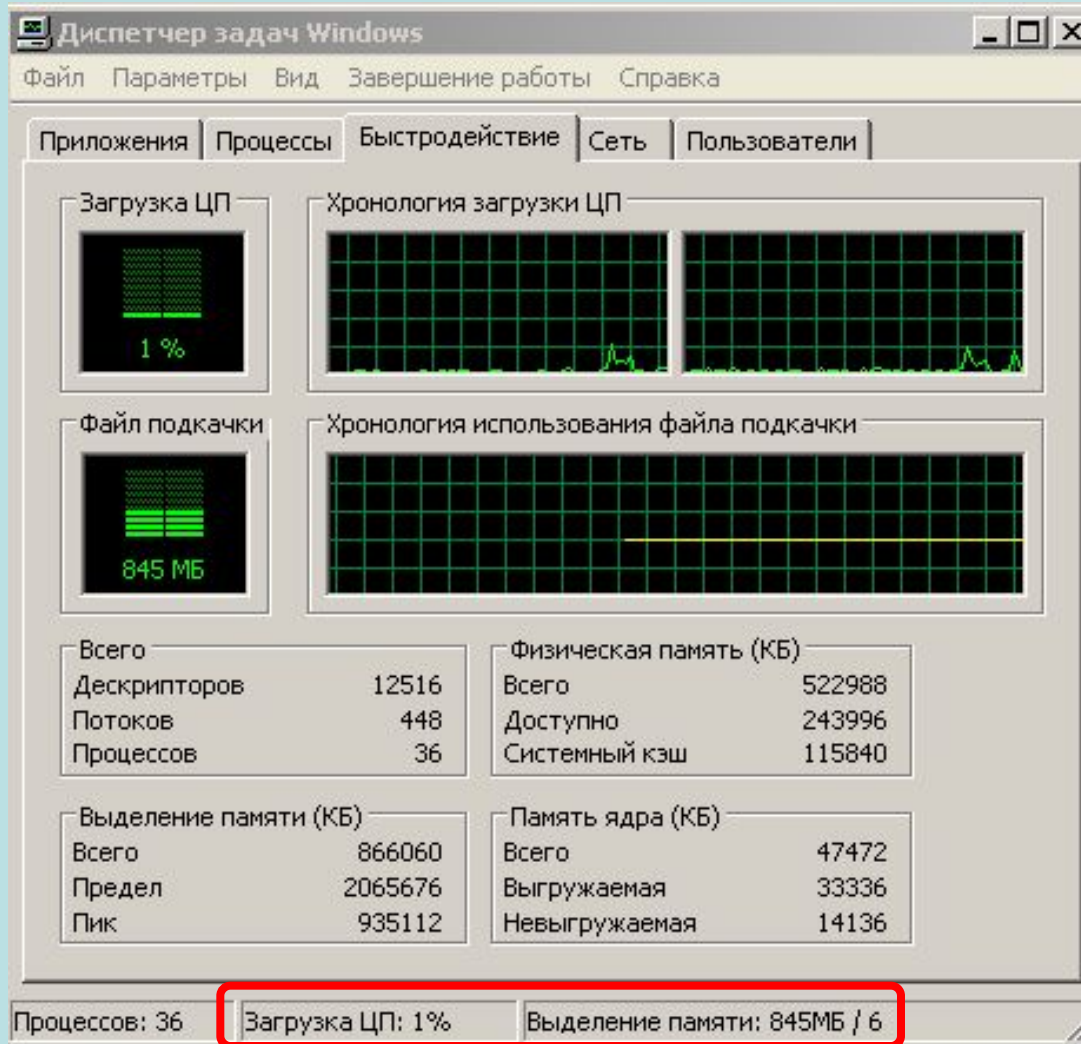 Диспетчер задач Windows
Файл Параметры Вид Завершение работы Справка
Приложения Процессы Быстродействие Сеть Пользователи
Загрузка ЦП Хронология загрузки ЦП
1 %
Файл подкачки Хронология использования файла подкачки
845 МБ
Всего
Дескрипторов 12516
Потоков 448
Процессов 36
Физическая память (КБ)
Всего 522988
Доступно 243996
Системный кэш 115840
Выделение памяти (КБ)
Всего 866060
Предел 2065676
Пик 935112
Память ядра (КБ)
Всего 47472
Выгружаемая 33336
Невыгружаемая 14136
Процессов: 36 Загрузка ЦП: 1% Выделение памяти: 845МБ / 6